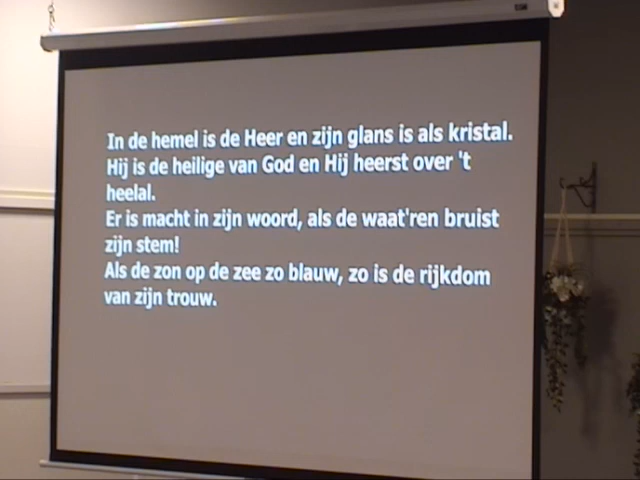 In de hemel is de Heer en zijn glans is als kristal.
Hij is de heilige van God en Hij heerst over 't
heelal.
Er is macht in zijn woord, als de waat'ren bruist
zijn stem!
Als de zon op de zee zo blauw, zo is de rijkdom
van zijn trouw.